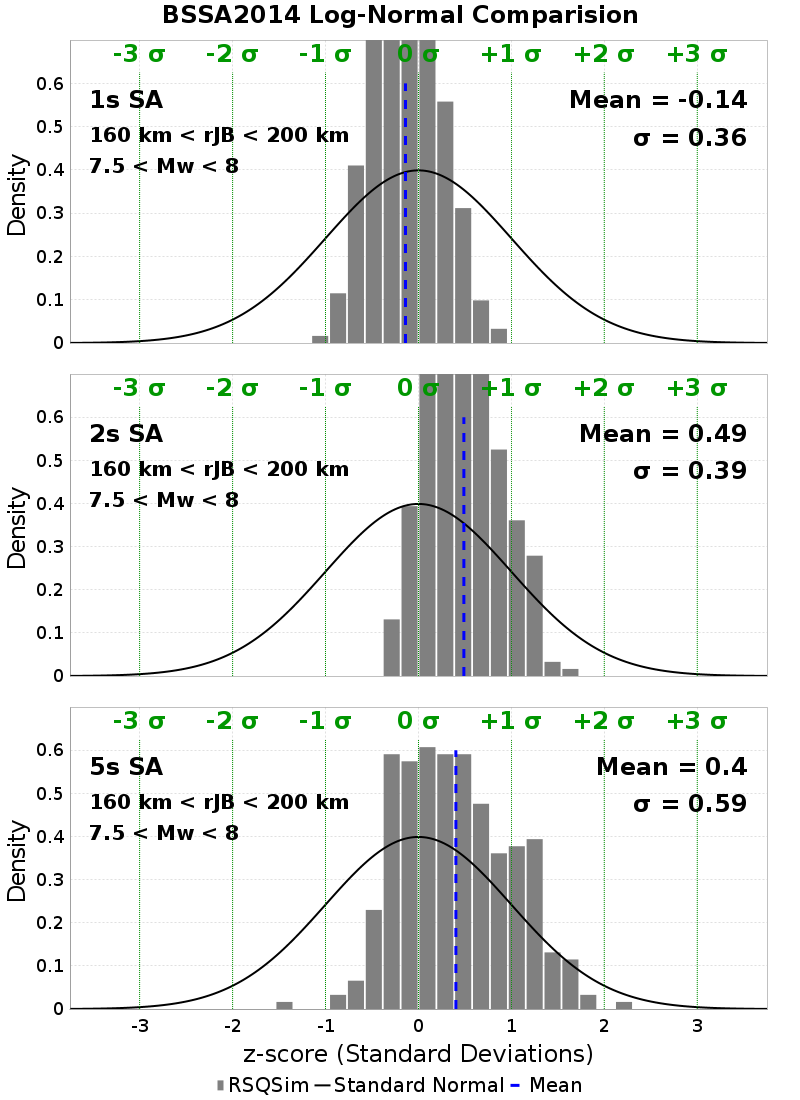 BSSA2014 Log-Normal Comparision
-3 σ -2 σ -1 σ 0 σ +1 σ +2 σ +3 σ
1s SA
160 km < rJB < 200 km
7.5 < Mw < 8
Mean = -0.14
σ = 0.36
Density
0.6
0.5
0.4
0.3
0.2
0.1
0
-3 σ -2 σ -1 σ 0 σ +1 σ +2 σ +3 σ
2s SA
160 km < rJB < 200 km
7.5 < Mw < 8
Mean = 0.49
σ = 0.39
Density
0.6
0.5
0.4
0.3
0.2
0.1
0
-3 σ -2 σ -1 σ 0 σ +1 σ +2 σ +3 σ
5s SA
160 km < rJB < 200 km
7.5 < Mw < 8
Mean = 0.4
σ = 0.59
Density
0.6
0.5
0.4
0.3
0.2
0.1
0
-3 -2 -1 0 1 2 3
z-score (Standard Deviations)
RSQSim Standard Normal Mean